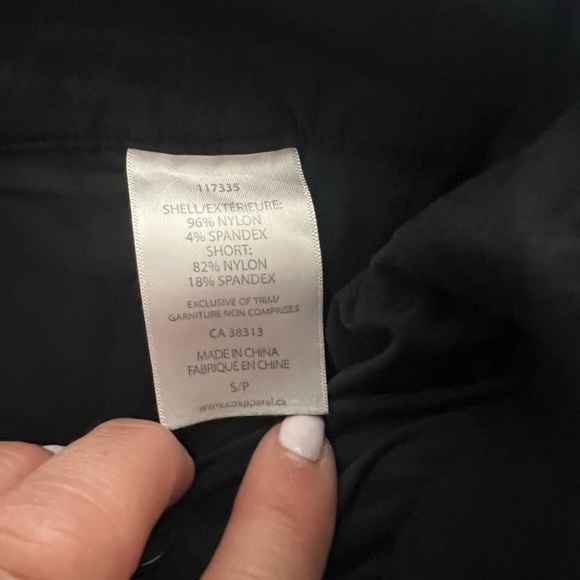 117335
SHELL/EXTÉRIEURE:
96% NYLON
4% SPANDEX
SHORT:
82% NYLON
18% SPANDEX
EXCLUSIVE OF TRIM/
GARNITURE NON COMPRISES
CA 38313
MADE IN CHINA
FABRIQUÉ EN CHINE
S/P
www.coapparel.ca